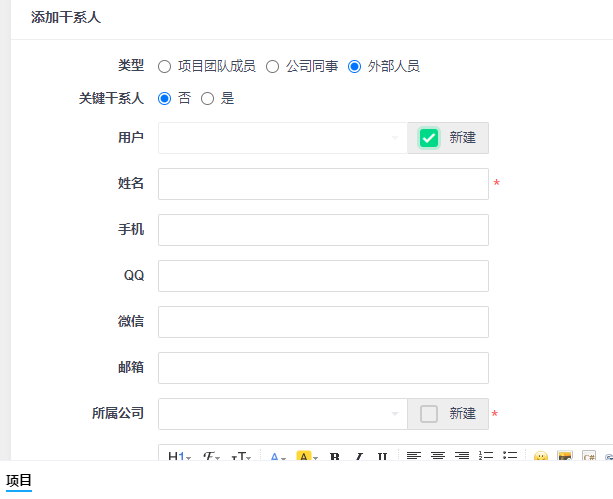 添加干系人
类型 项目团队成员 公司同事 外部人员
关键干系人 否 是
用户 新建
姓名 *
手机
QQ
微信
邮箱
所属公司 新建 *
H1 F TT A A B I U C#
项目